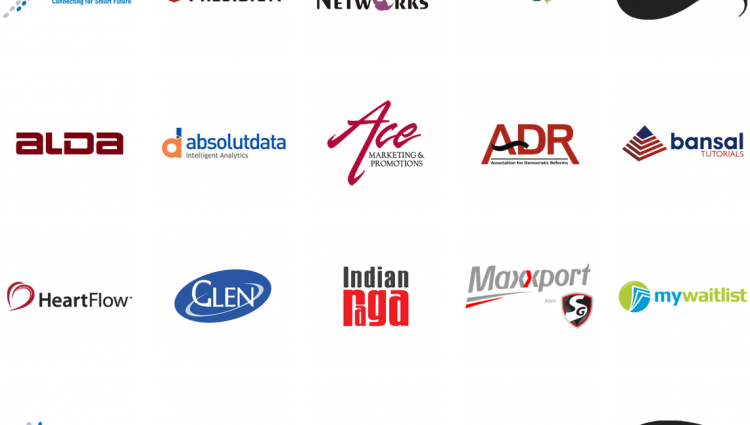 Connecting for Smart Future
NETWORKS
ALDA
absolutdata
Intelligent Analytics
Ace
MARKETING &
PROMOTIONS
ADR
Association for Democratic Reforms
bansal
TUTORIALS
HeartFlow™
GLEN
Indian
raga
Maxxport
SG
mywaitlist